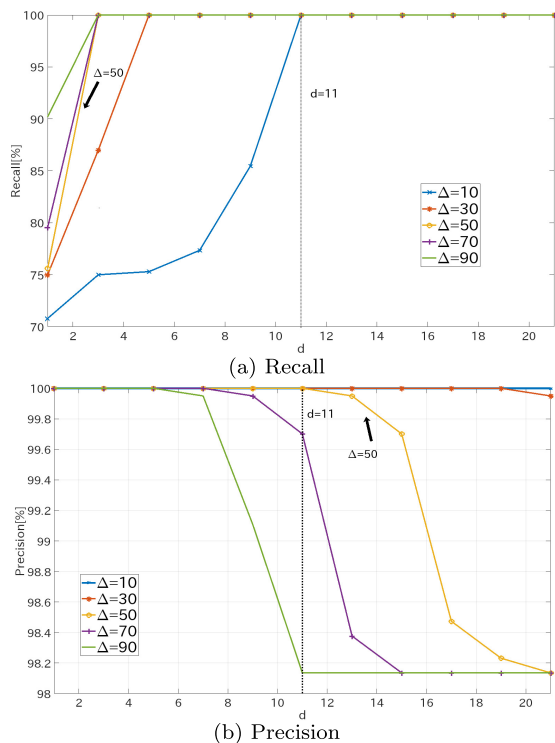 100
95
90
85
80
75
70
Recall[%]
2 4 6 8 10 12 14 16 18 20
d
Δ=50
d=11
Δ=10
Δ=30
Δ=50
Δ=70
Δ=90
(a) Recall
100
99.8
99.6
99.4
99.2
99
98.8
98.6
98.4
98.2
98
Precision[%]
2 4 6 8 10 12 14 16 18 20
d
d=11
Δ=50
Δ=10
Δ=30
Δ=50
Δ=70
Δ=90
(b) Precision